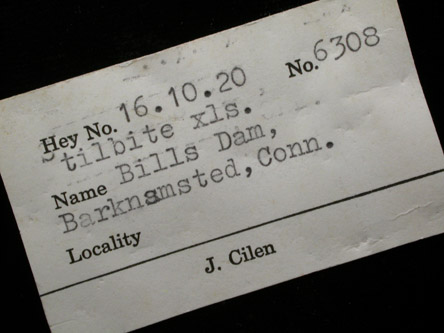 Hey No. 16.10.20 No. 6308
Stilbite xls.
Name Bills Dam,
Barknamsted, Conn.
Locality
J. Cilen